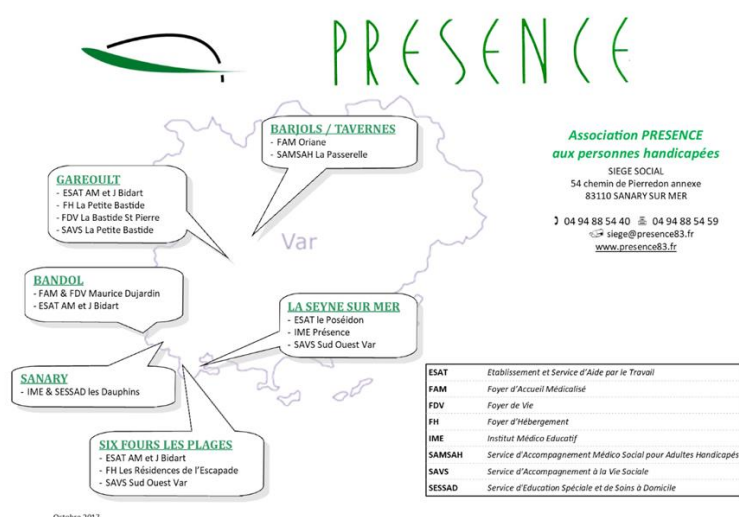 PRESENCE
BARJOLS / TAVERNES
- FAM Oriane
- SAMSAH La Passerelle
Association PRESENCE
aux personnes handicapées
SIEGE SOCIAL
54 chemin de Pierredon annexe
83110 SANARY SUR MER
04 94 88 54 40 04 94 88 54 59
siege@presence83.fr
www.presence83.fr
GAREOULT
- ESAT AM et J Bidart
- FH La Petite Bastide
- FDV La Bastide St Pierre
- SAVS La Petite Bastide
Var
BANDOL
- FAM & FDV Maurice Dujardin
- ESAT AM et J Bidart
LA SEYNE SUR MER
- ESAT le Poséidon
- IME Présence
- SAVS Sud Ouest Var
SANARY
- IME & SESSAD les Dauphins
SIX FOURS LES PLAGES
- ESAT AM et J Bidart
- FH Les Résidences de l'Escapade
- SAVS Sud Ouest Var
ESAT Etablissement et Service d'Aide par le Travail
FAM Foyer d'Accueil Médicalisé
FDV Foyer de Vie
FH Foyer d'Hébergement
IME Institut Médico Educatif
SAMSAH Service d'Accompagnement Médico Social pour Adultes Handicapés
SAVS Service d'Accompagnement à la Vie Sociale
SESSAD Service d'Education Spéciale et de Soins à Domicile
Octobre 2017